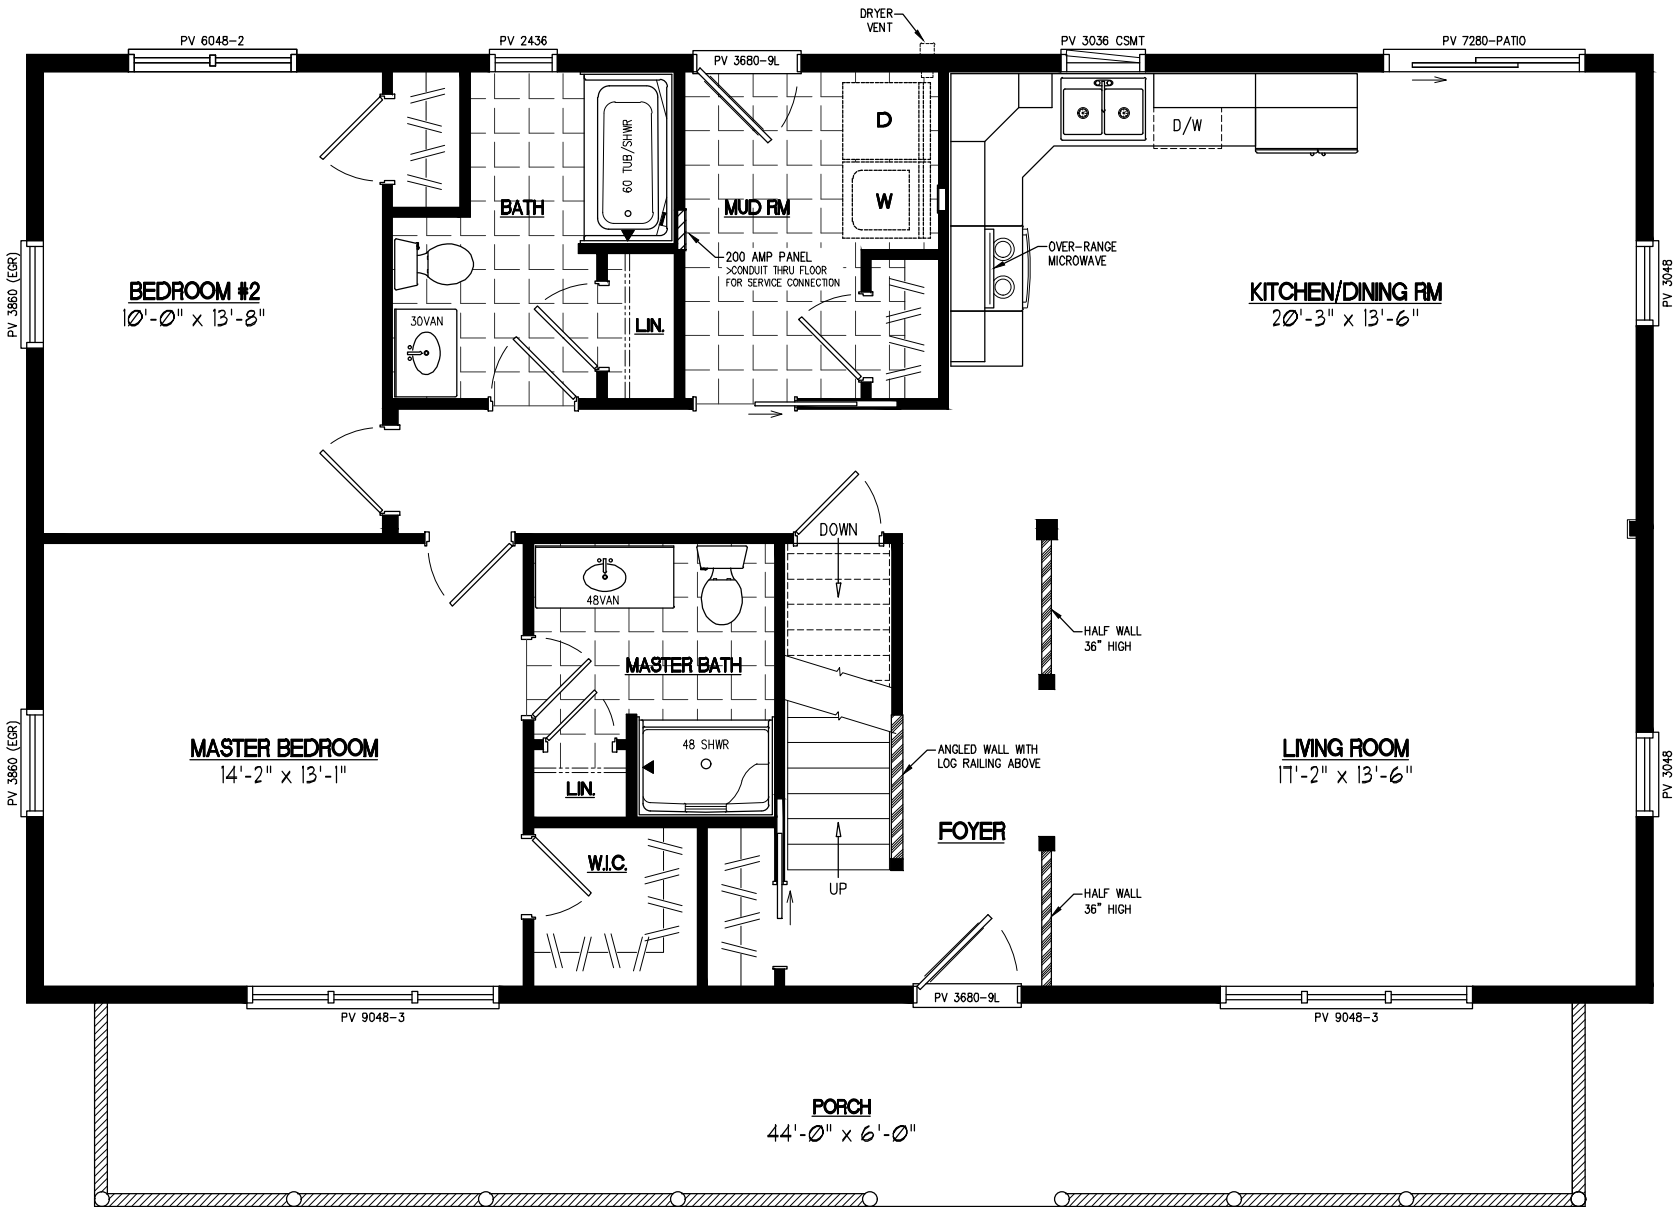 DRYER
VENT
PV 6048-2
PV 2436
PV 3680-9L
PV 3036 CSMT
PV 7280-PATIO
D
D/W
60 TUB/SHWR
W
BATH
MUD RM
200 AMP PANEL
>CONDUIT THRU FLOOR
FOR SERVICE CONNECTION
OVER-RANGE
MICROWAVE
PV 3860 (EGR)
BEDROOM #2
10'-0" x 13'-8"
KITCHEN/DINING RM
20'-3" x 13'-6"
PV 3048
30VAN
LIN.
DOWN
48VAN
HALF WALL
36" HIGH
MASTER BATH
PV 3860 (EGR)
MASTER BEDROOM
14'-2" x 13'-1"
48 SHWR
ANGLED WALL WITH
LOG RAILING ABOVE
LIVING ROOM
17'-2" x 13'-6"
PV 3048
LIN.
FOYER
W.I.C.
UP
HALF WALL
36" HIGH
PV 3680-9L
PV 9048-3
PV 9048-3
PORCH
44'-0" x 6'-0"